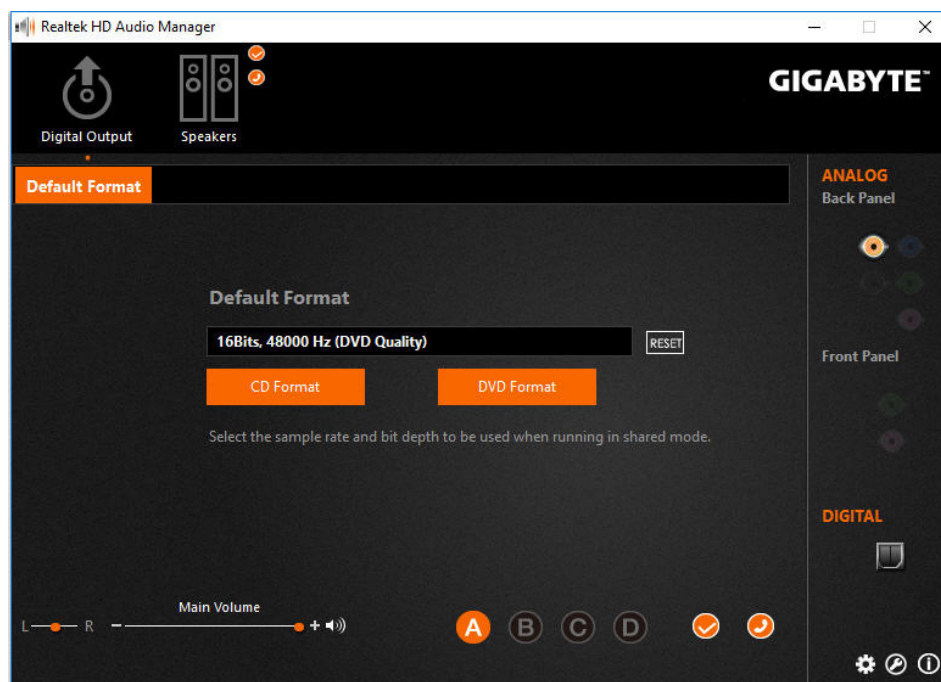 Realtek HD Audio Manager
GIGABYTE™
Digital Output
Speakers
Default Format
ANALOG
Back Panel
Default Format
16Bits, 48000 Hz (DVD Quality)
RESET
CD Format
DVD Format
Select the sample rate and bit depth to be used when running in shared mode.
Front Panel
DIGITAL
Main Volume
L
R
A
B
C
D